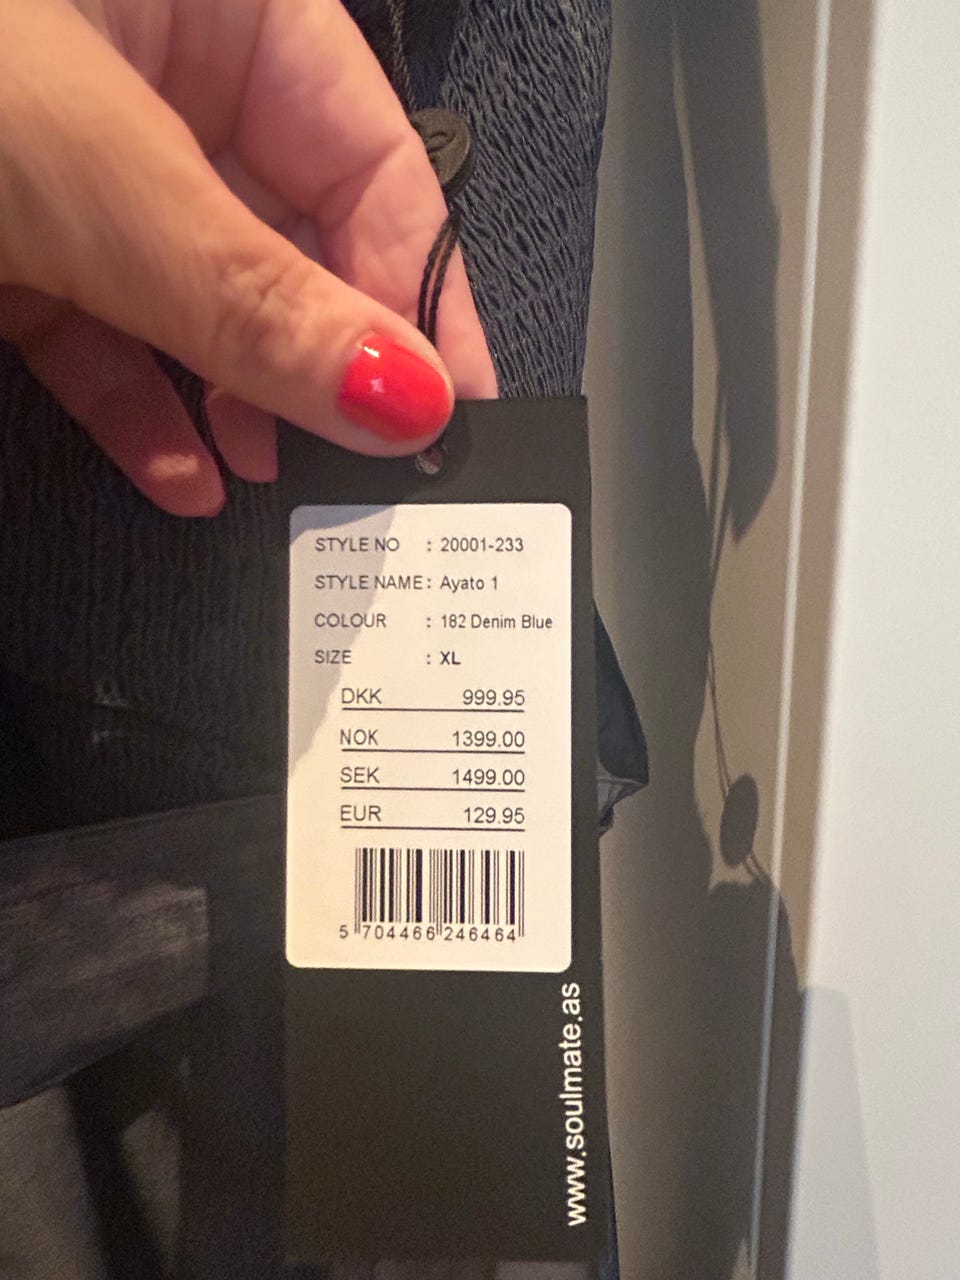 STYLE NO : 20001-233
STYLE NAME : Ayato 1
COLOUR : 182 Denim Blue
SIZE : XL
DKK 999.95
NOK 1399.00
SEK 1499.00
EUR 129.95
5 704466 246464
www.soulmate.as